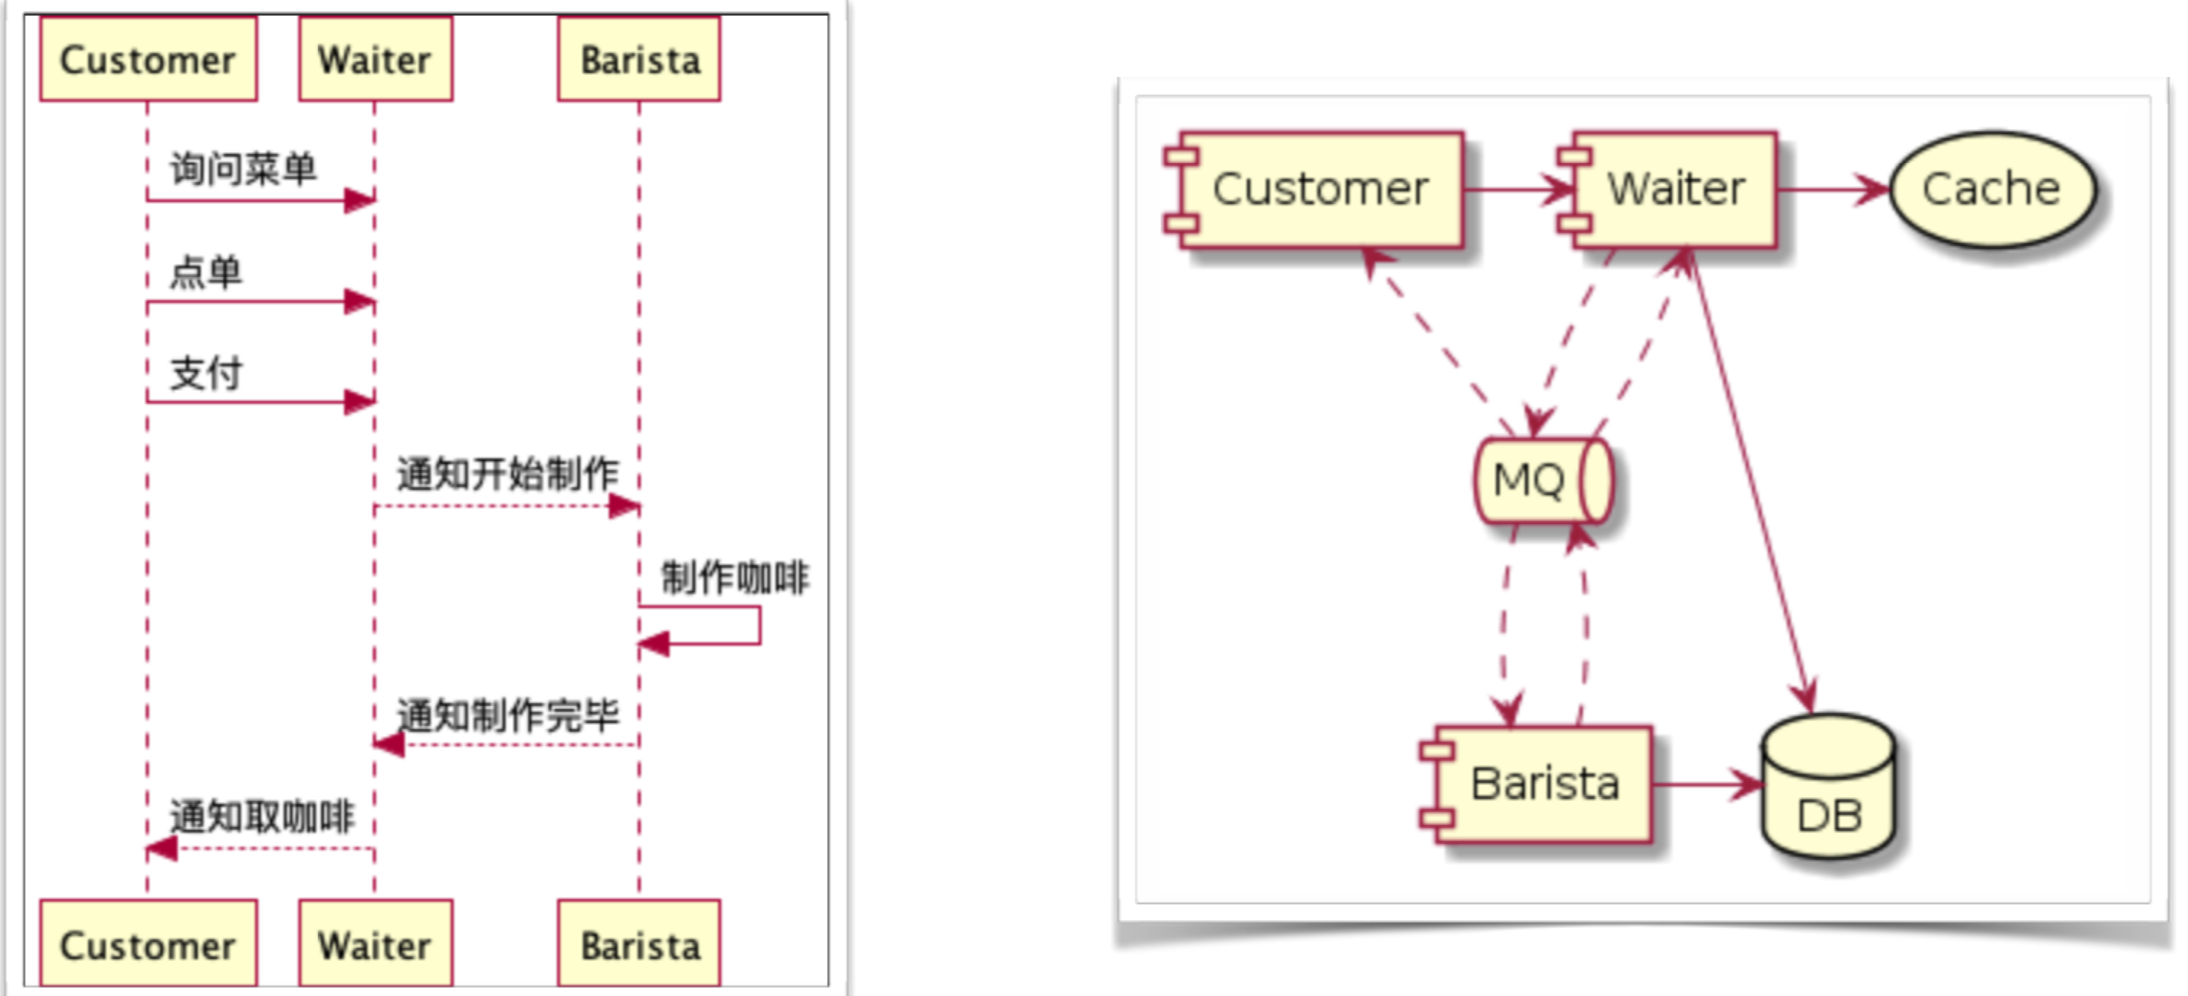 Customer
Waiter
Barista
询问菜单
点单
支付
通知开始制作
制作咖啡
通知制作完毕
通知取咖啡
Customer
Waiter
Barista
Customer
Waiter
Cache
MQ
Barista
DB